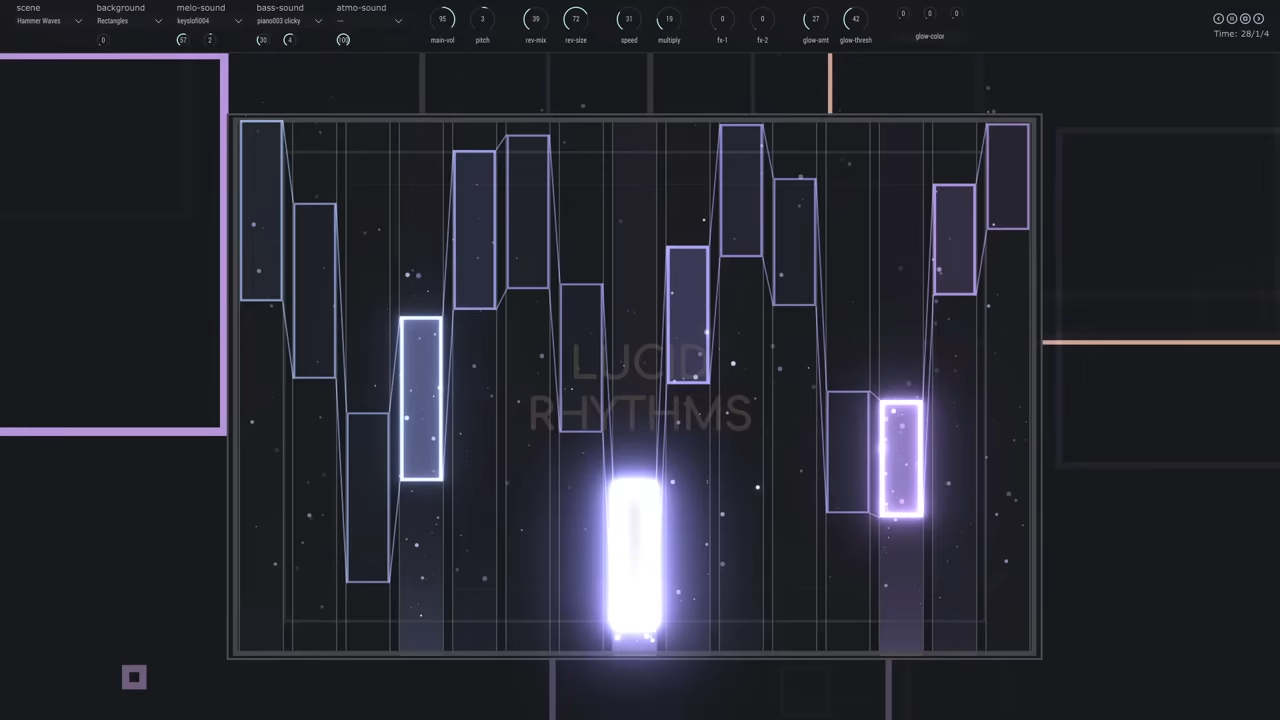 scene background melo-sound bass-sound atmo-sound
Hammer Waves Rectangles keyslofi004 piano003 clicky ---
0 57 2 30 4 100
95 3 39 72 31 19 0 0 27 42 0 0 0
main-vol pitch rev-mix rev-size speed multiply fx-1 fx-2 glow-amt glow-thresh glow-color
Time: 28/1/4
LUCID
RHYTHMS